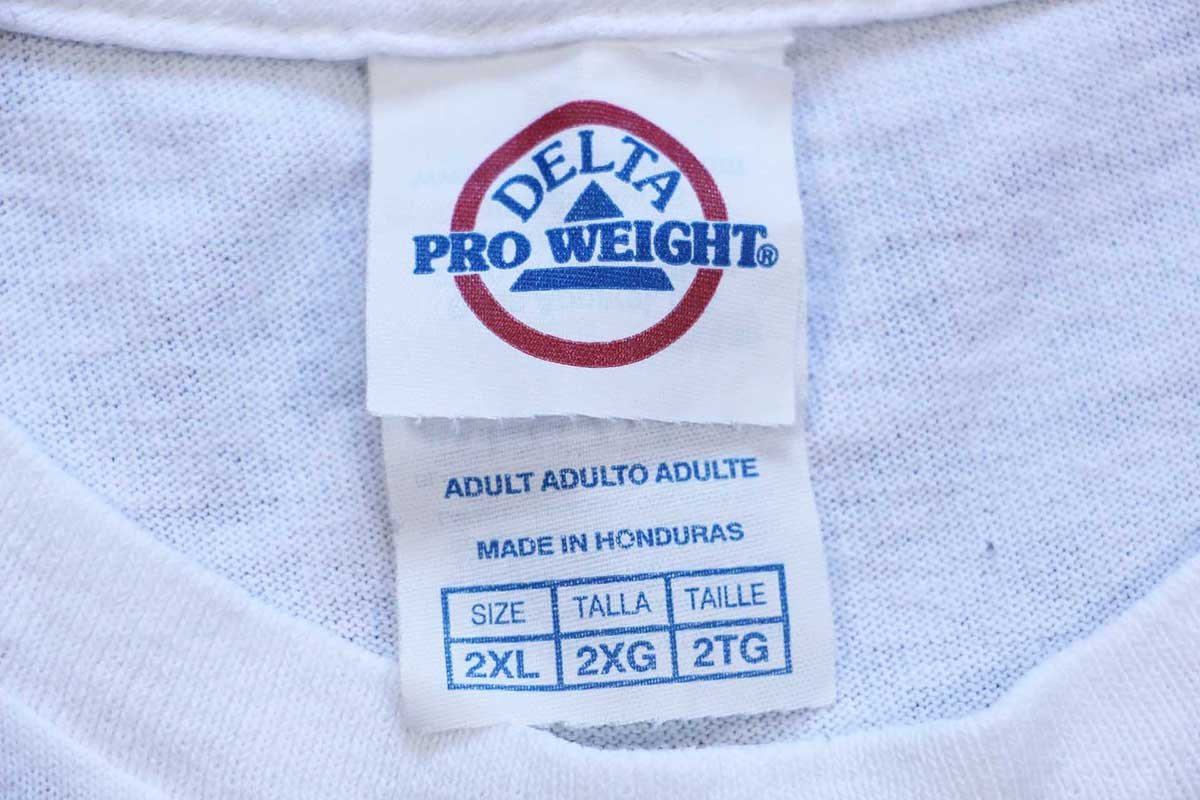 DELTA
PRO WEIGHT®
ADULT ADULTO ADULTE
MADE IN HONDURAS
SIZE TALLA TAILLE
2XL 2XG 2TG